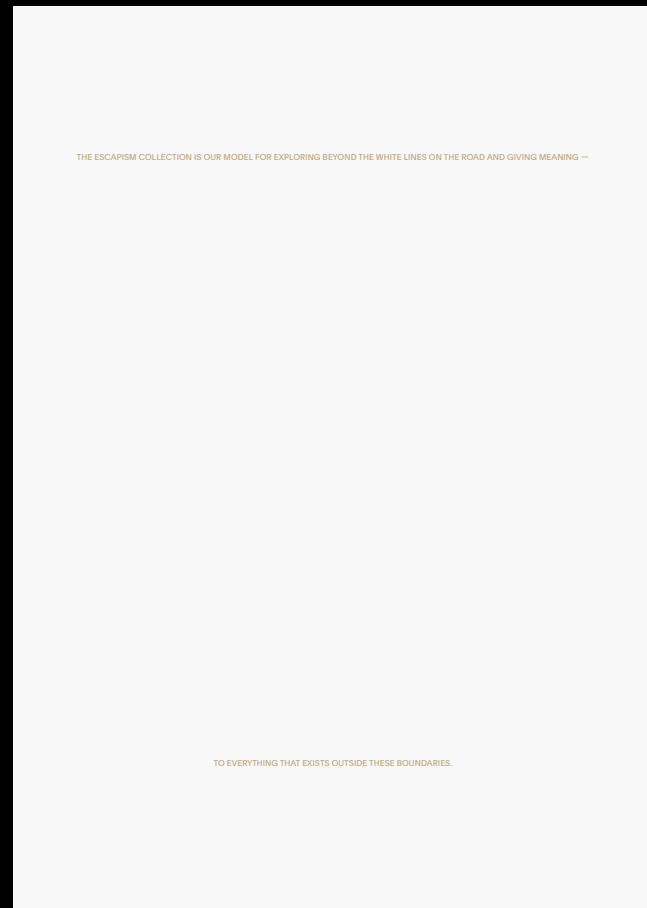 THE ESCAPISM COLLECTION IS OUR MODEL FOR EXPLORING BEYOND THE WHITE LINES ON THE ROAD AND GIVING MEANING —
TO EVERYTHING THAT EXISTS OUTSIDE THESE BOUNDARIES.